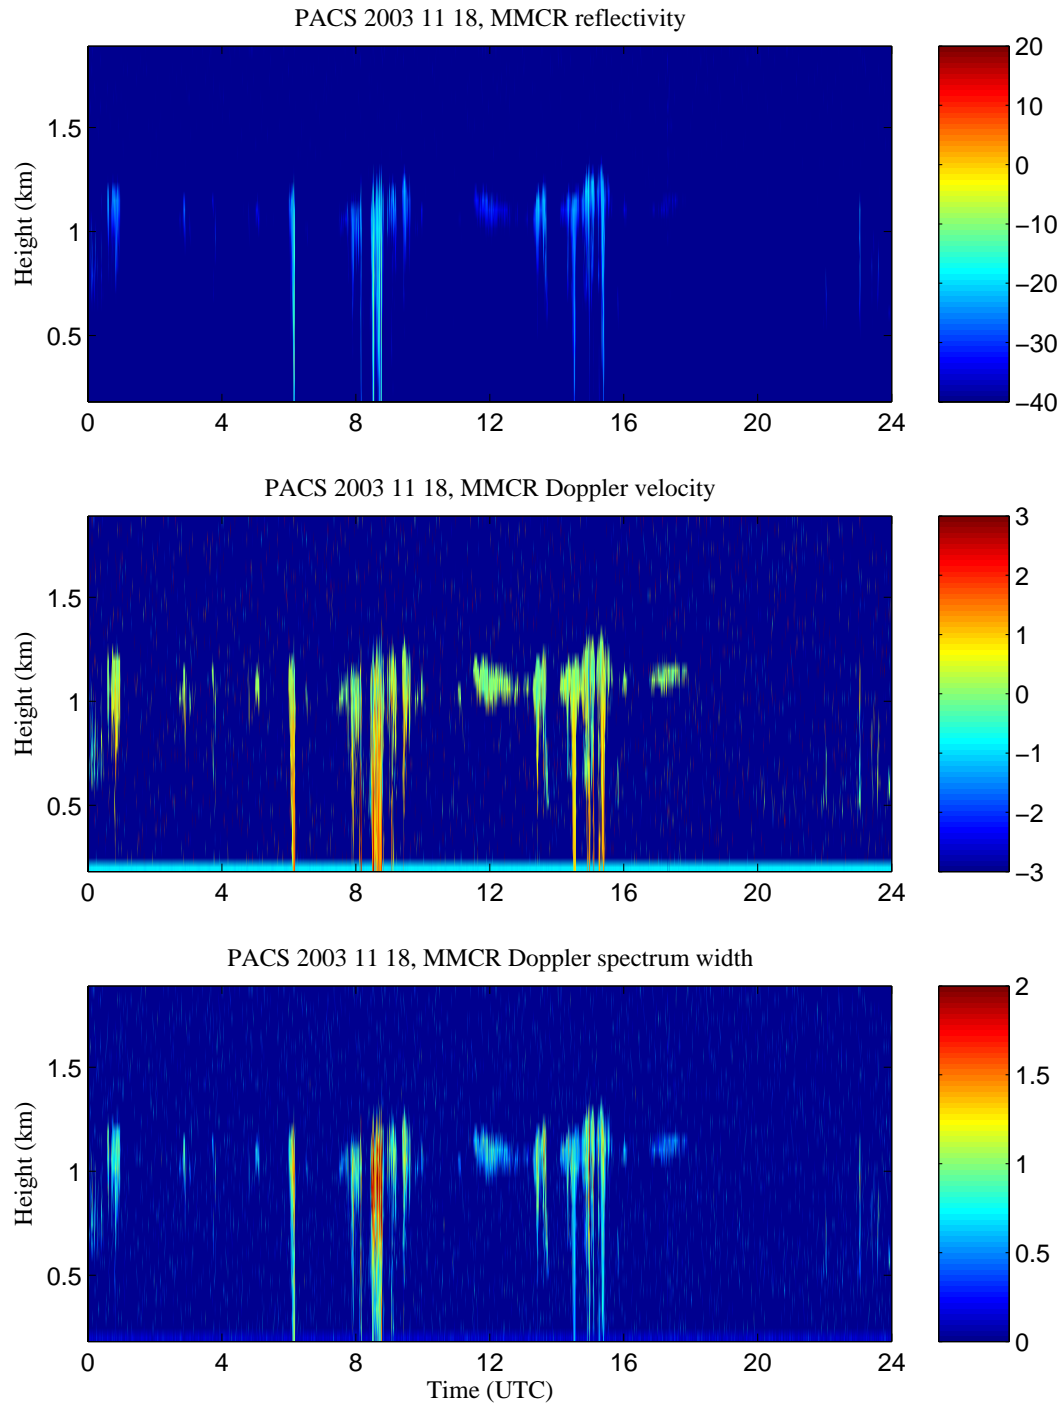 PACS 2003 11 18, MMCR reflectivity
Height (km)
1.5
1
0.5
0 4 8 12 16 20 24
20
10
0
−10
−20
−30
−40
PACS 2003 11 18, MMCR Doppler velocity
Height (km)
1.5
1
0.5
0 4 8 12 16 20 24
3
2
1
0
−1
−2
−3
PACS 2003 11 18, MMCR Doppler spectrum width
Height (km)
1.5
1
0.5
0 4 8 12 16 20 24
Time (UTC)
2
1.5
1
0.5
0